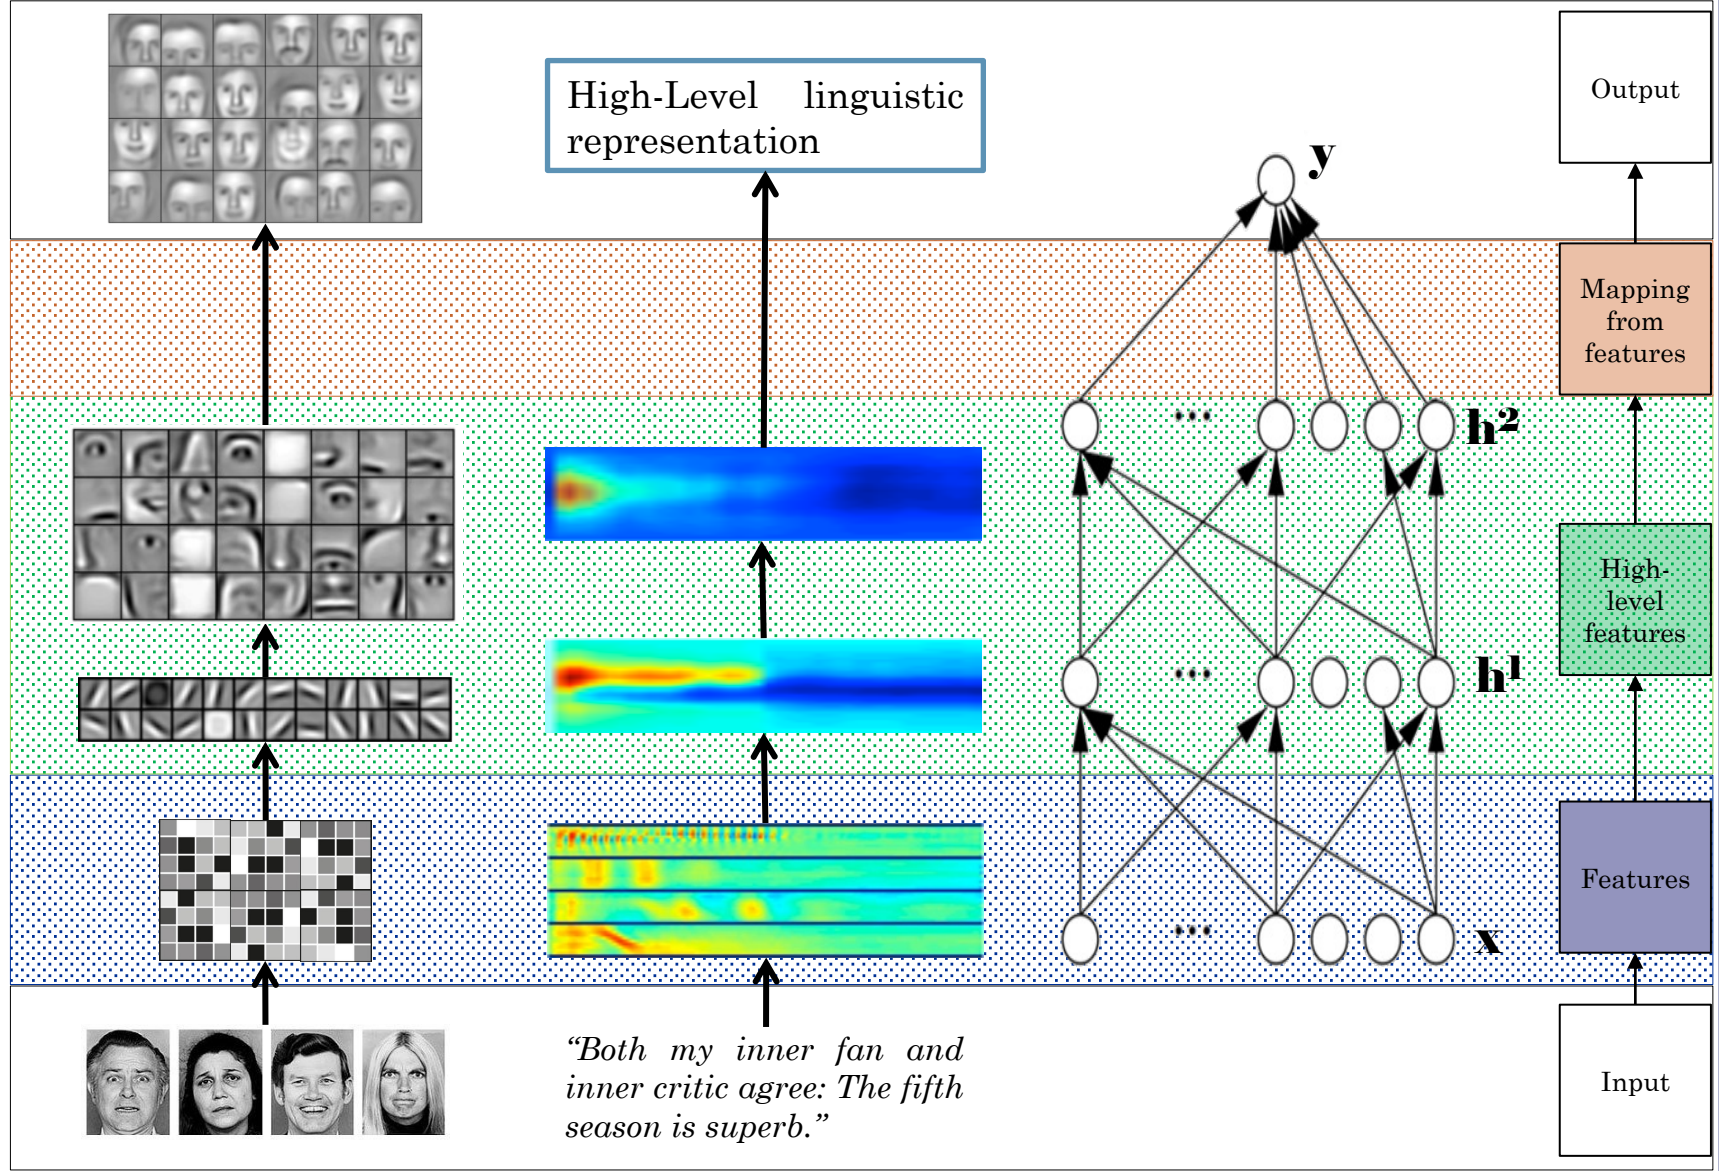 High-Level linguistic
representation
“Both my inner fan and
inner critic agree: The fifth
season is superb.”
y
...
h²
...
h¹
...
x
Output
Mapping
from
features
High-
level
features
Features
Input